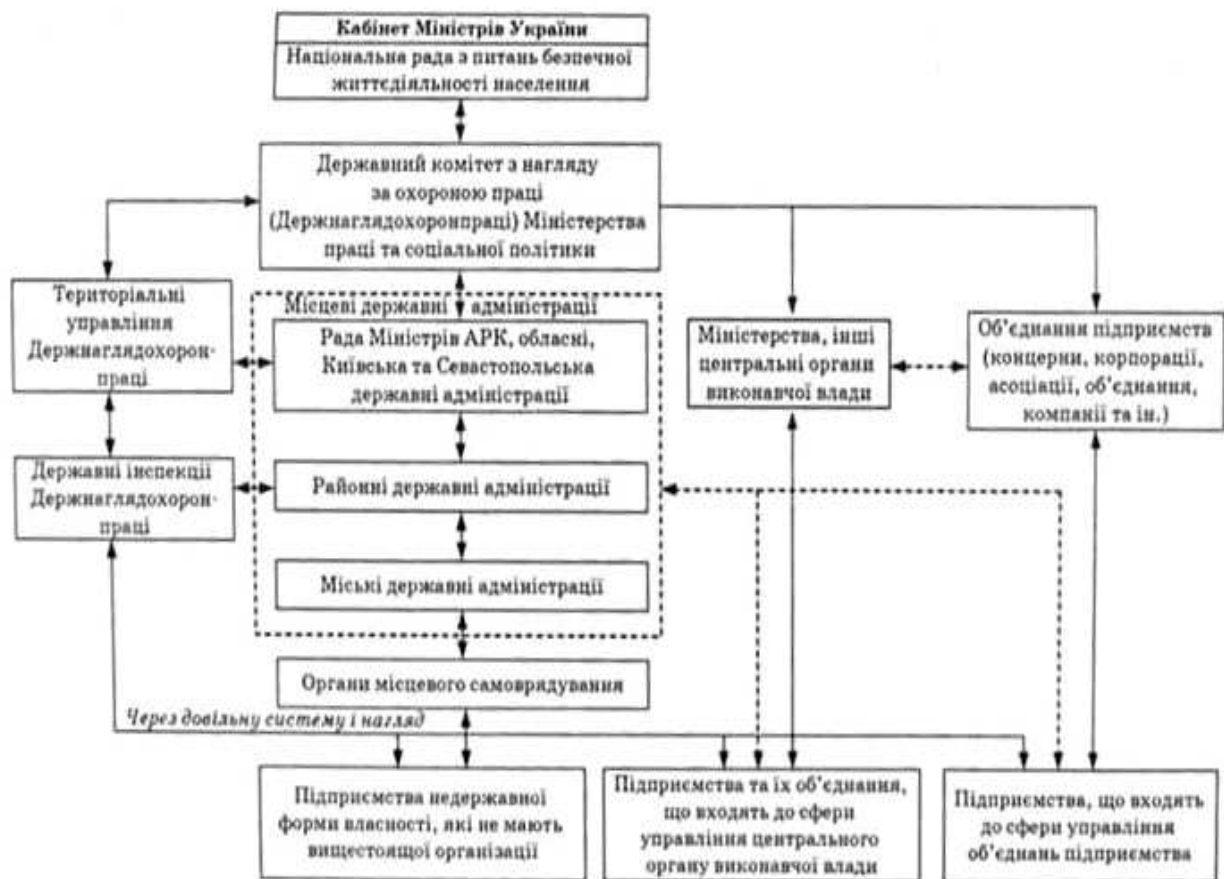 Кабінет Міністрів України
Національна рада з питань безпечної
життєдіяльності населення
Державний комітет з нагляду
за охороною праці
(Держнаглядохоронпраці) Міністерства
праці та соціальної політики
Територіальні
управління
Держнаглядохорон-
праці
Місцеві державні адміністрації
Рада Міністрів АРК, обласні,
Київська та Севастопольська
державні адміністрації
Міністерства, інші
центральні органи
виконавчої влади
Об’єднання підприємств
(концерни, корпорації,
асоціації, об’єднання,
компанії та ін.)
Державні інспекції
Держнаглядохорон-
праці
Районні державні адміністрації
Міські державні адміністрації
Органи місцевого самоврядування
Через довільну систему і нагляд
Підприємства недержавної
форми власності, які не мають
вищестоящої організації
Підприємства та їх об’єднання,
що входять до сфери
управління центрального
органу виконавчої влади
Підприємства, що входять
до сфери управління
об’єднань підприємства